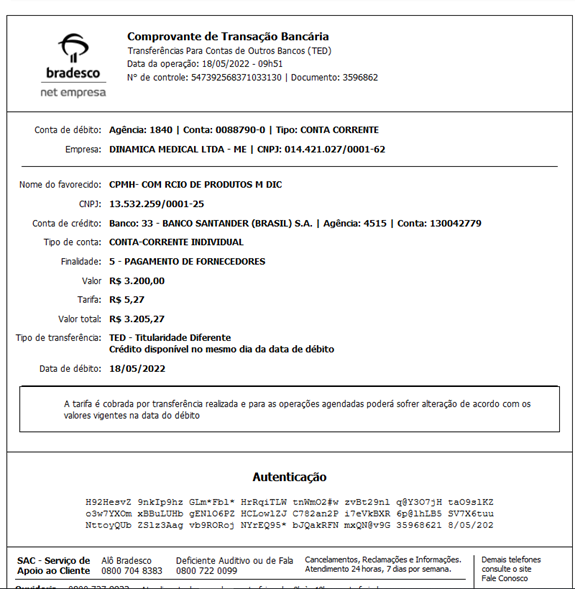 Comprovante de Transação Bancária
Transferências Para Contas de Outros Bancos (TED)
Data da operação: 18/05/2022 - 09h51
N° de controle: 547392568371033130 | Documento: 3596862
bradesco
net empresa
Conta de débito: Agência: 1840 | Conta: 0088790-0 | Tipo: CONTA CORRENTE
Empresa: DINAMICA MEDICAL LTDA - ME | CNPJ: 014.421.027/0001-62
Nome do favorecido: CPMH- COM RCIO DE PRODUTOS M DIC
CNPJ: 13.532.259/0001-25
Conta de crédito: Banco: 33 - BANCO SANTANDER (BRASIL) S.A. | Agência: 4515 | Conta: 130042779
Tipo de conta: CONTA-CORRENTE INDIVIDUAL
Finalidade: 5 - PAGAMENTO DE FORNECEDORES
Valor R$ 3.200,00
Tarifa: R$ 5,27
Valor total: R$ 3.205,27
Tipo de transferência: TED - Titularidade Diferente
Crédito disponível no mesmo dia da data de débito
Data de débito: 18/05/2022
A tarifa é cobrada por transferência realizada e para as operações agendadas poderá sofrer alteração de acordo com os
valores vigentes na data do débito
Autenticação
H92HesvZ 9nkIp9hz GLm*Fbl* HrRqiTLW tnWmO2#w zvBt29nl q@Y3O7jH taO9slKZ
o3w7YXOm xBBuLUHb gEN1O6PZ HCLowlZJ C782an2P i7eVkBXR 6p@lhLB5 SV7X6tuu
NttoyQUb ZSlz3Aag vb9RORoj NYrEQ95* bJQakRFN mxQN@v9G 35968621 8/05/202
SAC - Serviço de
Apoio ao Cliente
Alô Bradesco
0800 704 8383
Deficiente Auditivo ou de Fala
0800 722 0099
Cancelamentos, Reclamações e Informações.
Atendimento 24 horas, 7 dias por semana.
Demais telefones
consulte o site
Fale Conosco